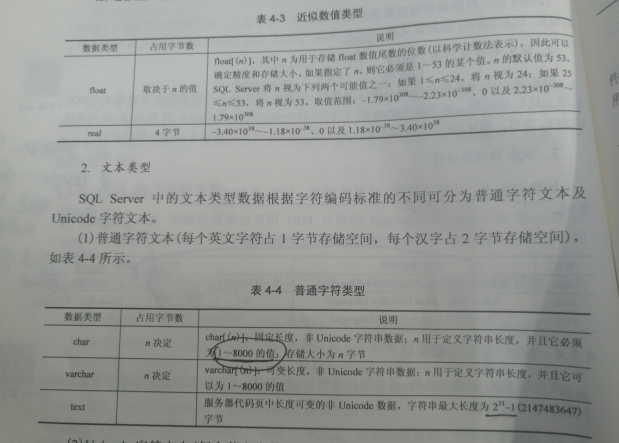 表 4-3 近似数值类型
数据类型 占用字节数 说明
float[(n)], 其中 n 为用于存储 float 数值尾数的位数(以科学计数法表示), 因此可以
确定精度和存储大小。如果指定了 n, 则它必须是 1～53 的某个值。n 的默认值为 53。
float 取决于 n 的值 SQL Server 将 n 视为下列两个可能值之一: 如果 1≤n≤24, 将 n 视为 24; 如果 25
≤n≤53, 将 n 视为 53。取值范围: -1.79×10³⁰⁸～-2.23×10⁻³⁰⁸、0 以及 2.23×10⁻³⁰⁸～
1.79×10³⁰⁸
real 4 字节 -3.40×10³⁸～-1.18×10⁻³⁸、0 以及 1.18×10⁻³⁸～3.40×10³⁸
2. 文本类型
SQL Server 中的文本类型数据根据字符编码标准的不同可分为普通字符文本及
Unicode 字符文本。
(1) 普通字符文本(每个英文字符占 1 字节存储空间, 每个汉字占 2 字节存储空间),
如表 4-4 所示。
表 4-4 普通字符类型
数据类型 占用字节数 说明
char n 决定 char[(n)], 固定长度, 非 Unicode 字符串数据; n 用于定义字符串长度, 并且它必须
为 1～8000 的值; 存储大小为 n 字节
varchar n 决定 varchar[(n)], 可变长度, 非 Unicode 字符串数据; n 用于定义字符串长度, 并且它可
以为 1～8000 的值
text 服务器代码页中长度可变的非 Unicode 数据, 字符串最大长度为 2³¹-1 (2147483647)
字节